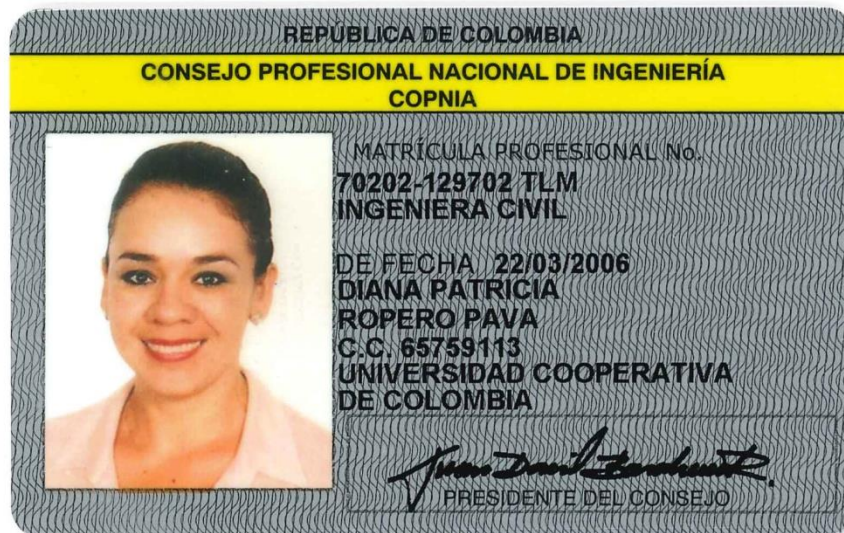 REPÚBLICA DE COLOMBIA
CONSEJO PROFESIONAL NACIONAL DE INGENIERÍA
COPNIA
MATRÍCULA PROFESIONAL No.
70202-129702 TLM
INGENIERA CIVIL
DE FECHA 22/03/2006
DIANA PATRICIA
ROPERO PAVA
C.C. 65759113
UNIVERSIDAD COOPERATIVA
DE COLOMBIA
PRESIDENTE DEL CONSEJO